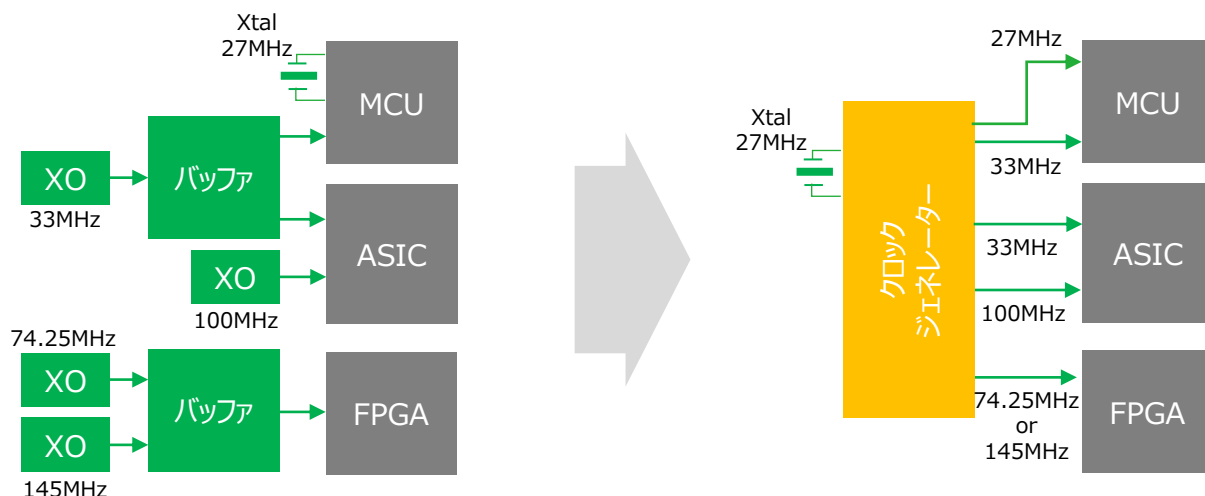 Xtal
27MHz
MCU
XO
33MHz
バッファ
ASIC
XO
100MHz
74.25MHz
XO
バッファ
FPGA
XO
145MHz
Xtal
27MHz
クロック
ジェネレーター
27MHz
MCU
33MHz
33MHz
ASIC
100MHz
74.25MHz
or
145MHz
FPGA